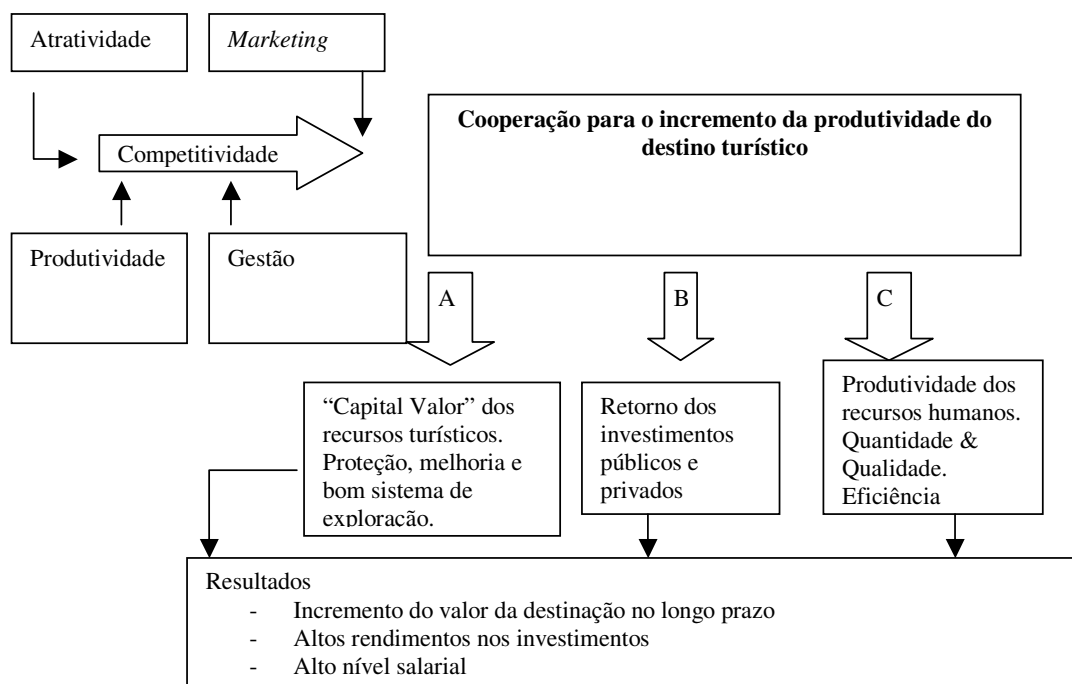 Atratividade
Marketing
Competitividade
Produtividade
Gestão
Cooperação para o incremento da produtividade do
destino turístico
A
B
C
“Capital Valor” dos
recursos turísticos.
Proteção, melhoria e
bom sistema de
exploração.
Retorno dos
investimentos
públicos e
privados
Produtividade dos
recursos humanos.
Quantidade &
Qualidade.
Eficiência
Resultados
- Incremento do valor da destinação no longo prazo
- Altos rendimentos nos investimentos
- Alto nível salarial